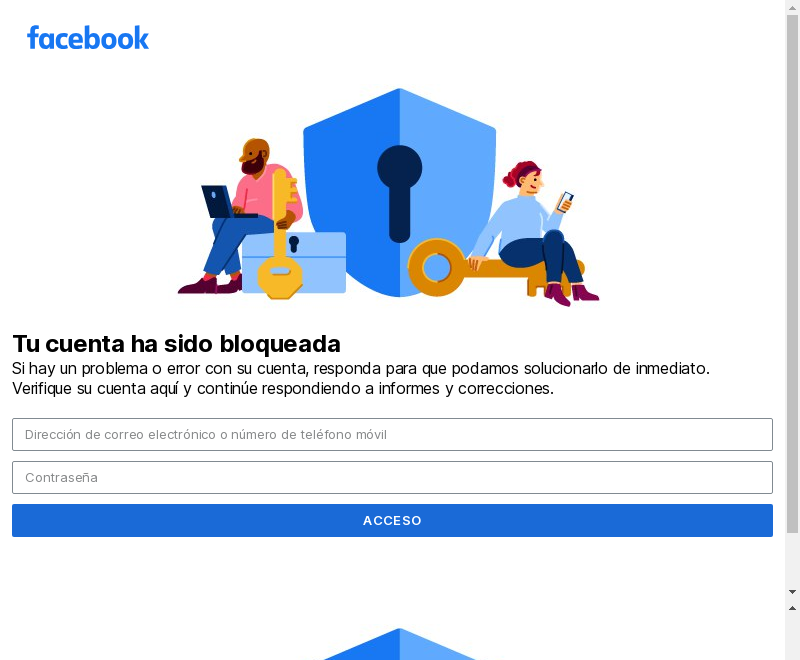 facebook
Tu cuenta ha sido bloqueada
Si hay un problema o error con su cuenta, responda para que podamos solucionarlo de inmediato.
Verifique su cuenta aquí y continúe respondiendo a informes y correcciones.
Dirección de correo electrónico o número de teléfono móvil
Contraseña
ACCESO